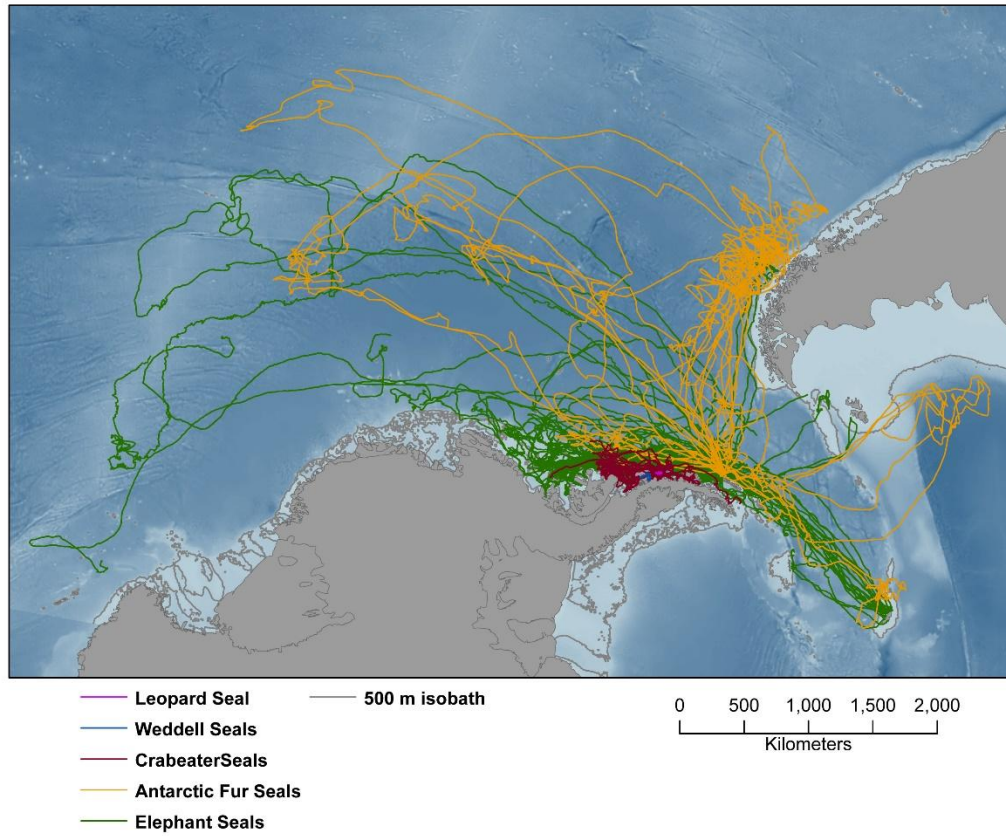 Leopard Seal
500 m isobath
Weddell Seals
CrabeaterSeals
Antarctic Fur Seals
Elephant Seals
0 500 1,000 1,500 2,000
Kilometers